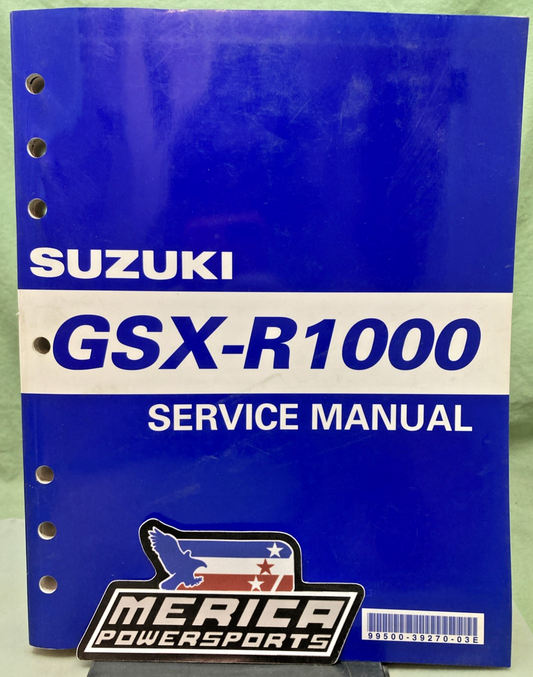 SUZUKI
GSX-R1000
SERVICE MANUAL
MERICA
POWERSPORTS
99500-39270-03E